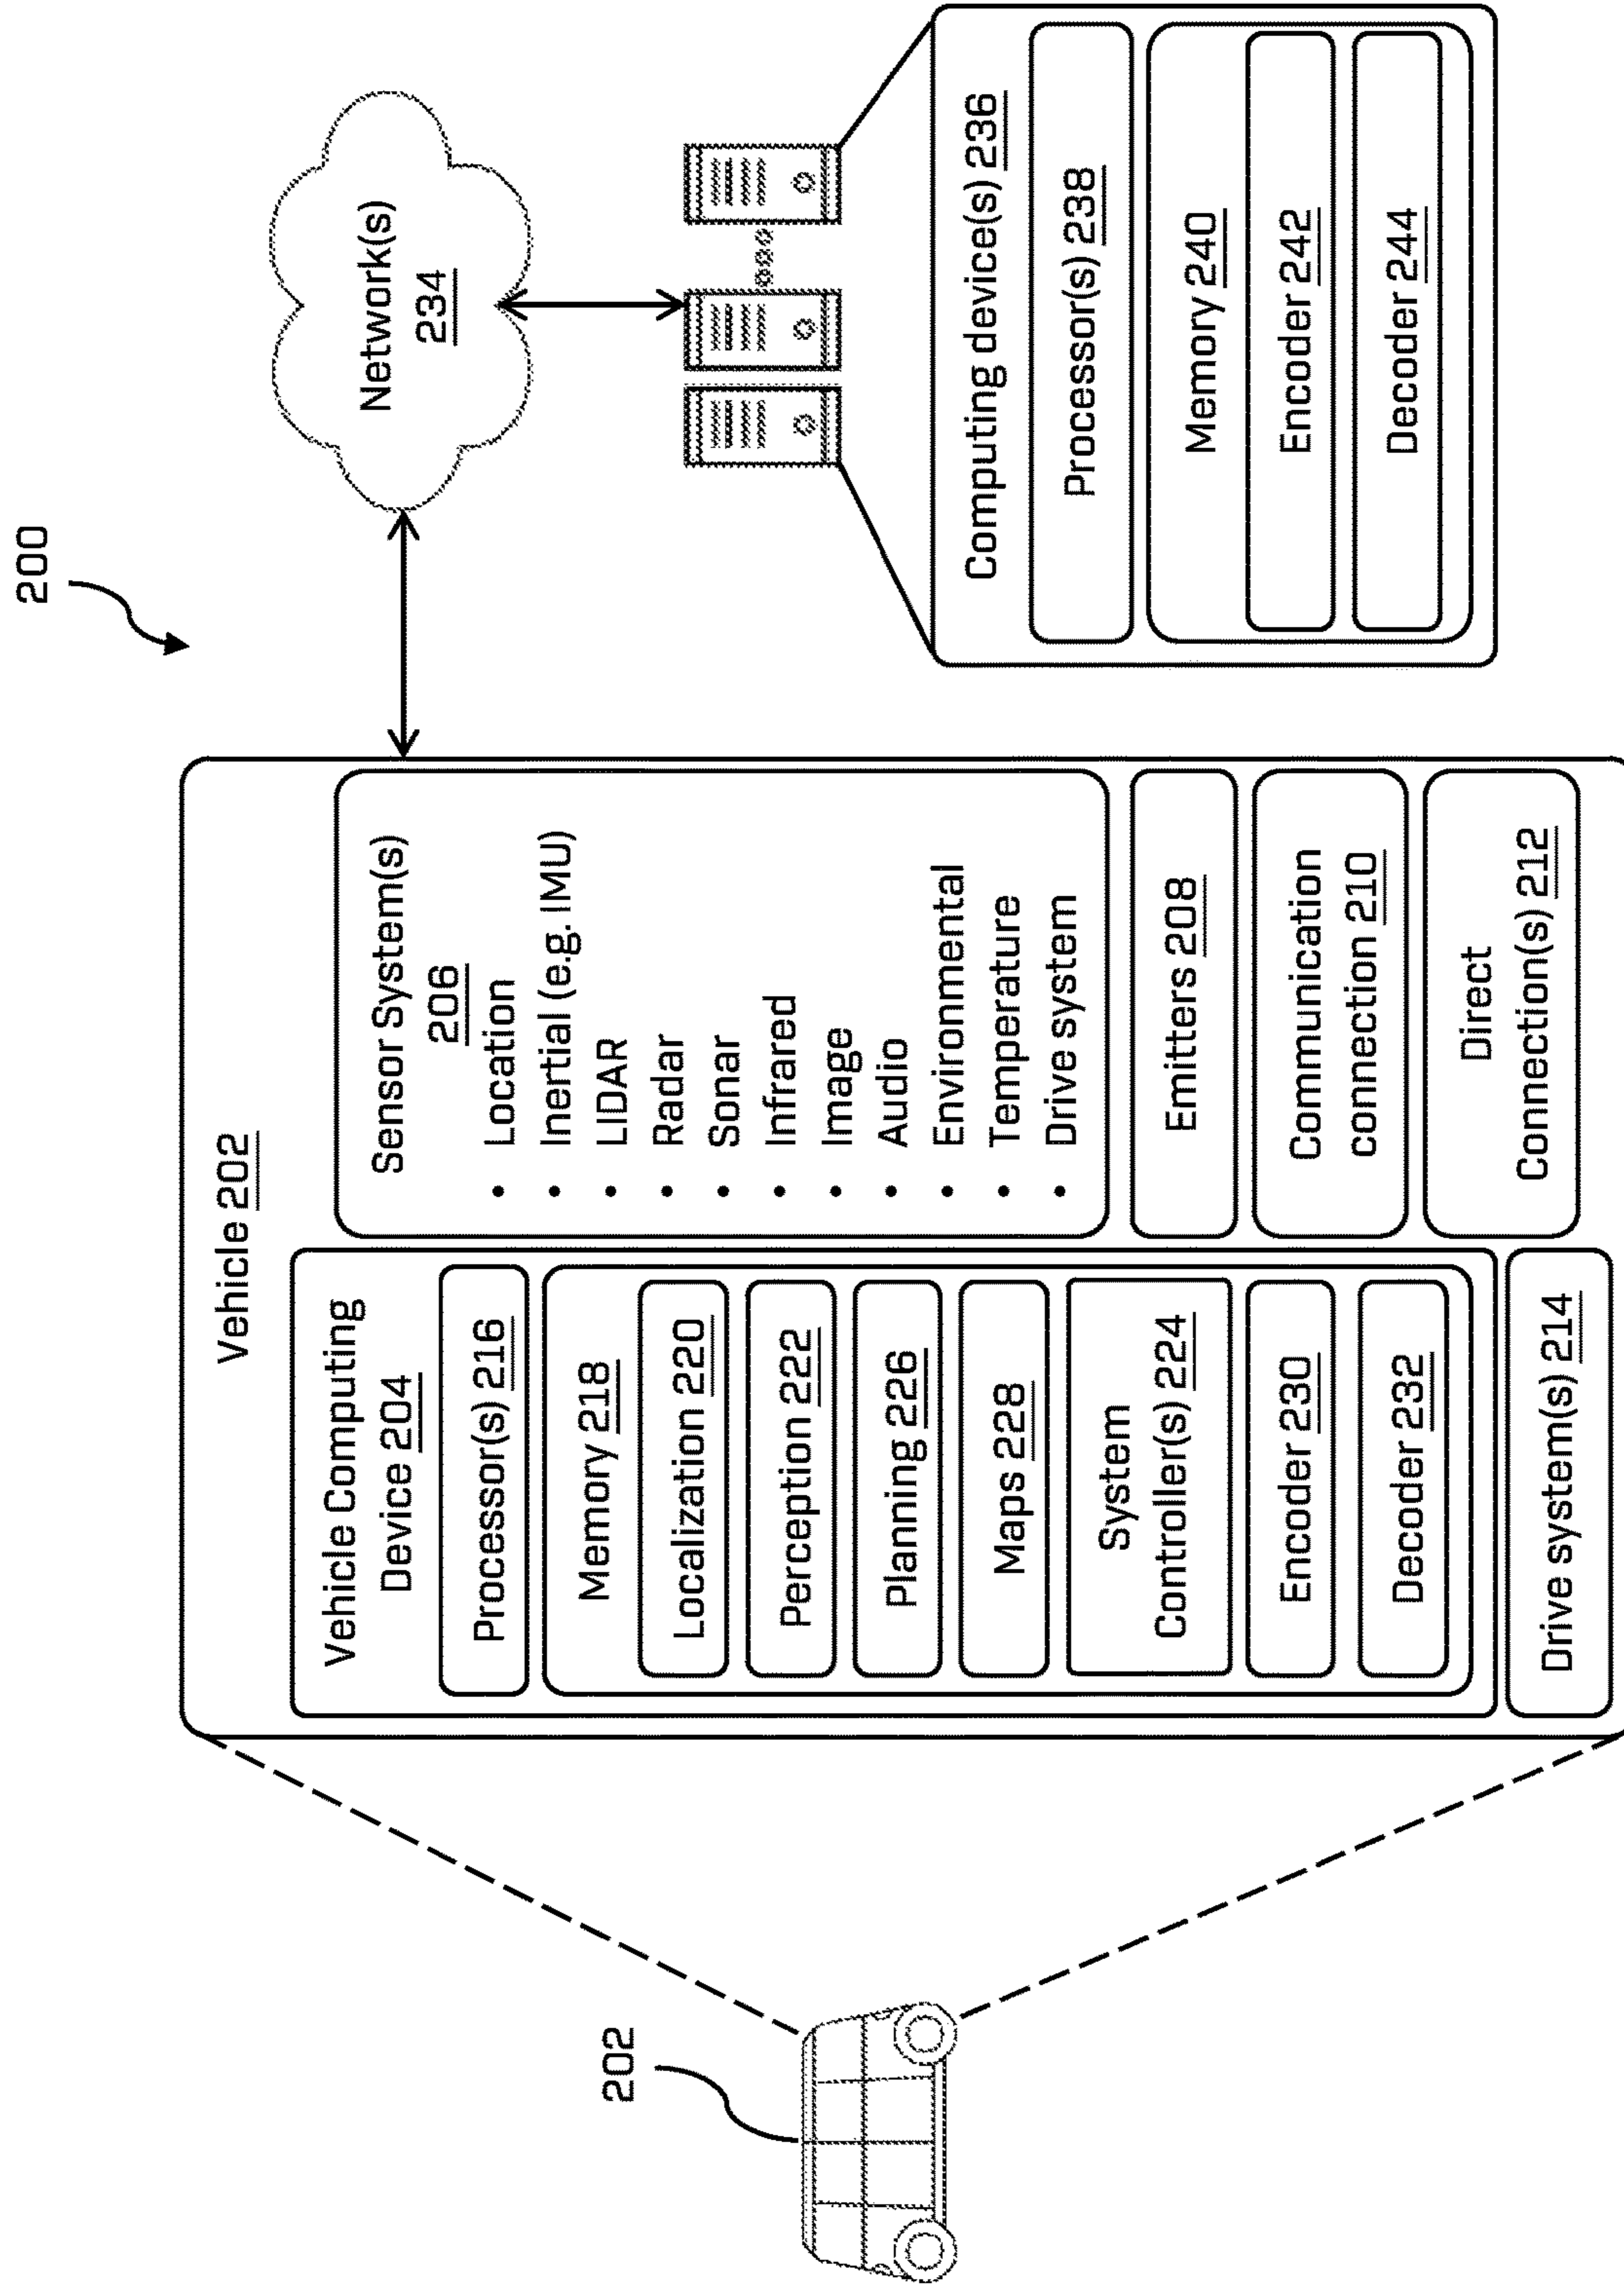 200
202
Vehicle 202
Vehicle Computing
Device 204
Processor(s) 216
Memory 218
Localization 220
Perception 222
Planning 226
Maps 228
System
Controller(s) 224
Encoder 230
Decoder 232
Drive system(s) 214
Sensor System(s)
206
• Location
• Inertial (e.g. IMU)
• LIDAR
• Radar
• Sonar
• Infrared
• Image
• Audio
• Environmental
• Temperature
• Drive system
Emitters 208
Communication
connection 210
Direct
Connection(s) 212
Network(s)
234
Computing device(s) 236
Processor(s) 238
Memory 240
Encoder 242
Decoder 244